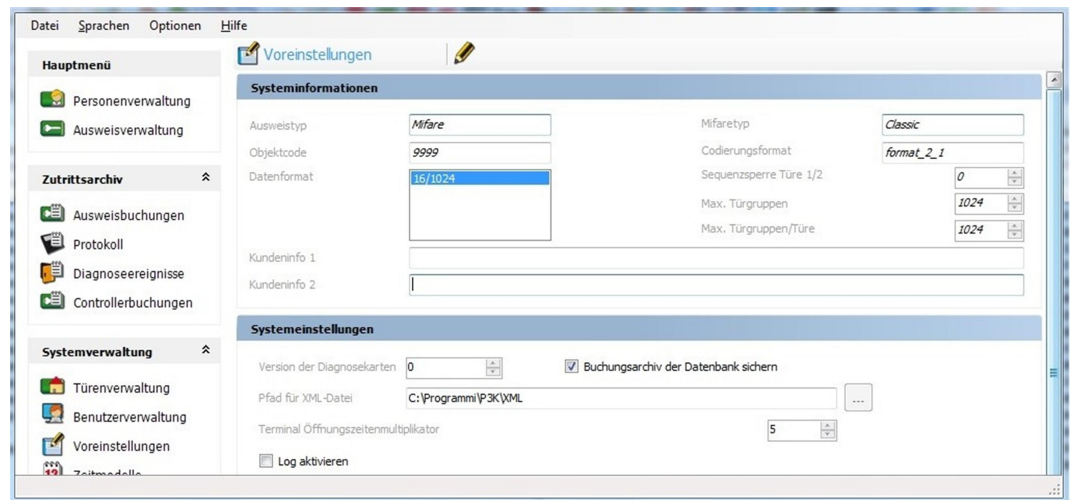 Datei Sprachen Optionen Hilfe
Hauptmenü
Personenverwaltung
Ausweisverwaltung
Zutrittsarchiv
Ausweisbuchungen
Protokoll
Diagnoseereignisse
Controllerbuchungen
Systemverwaltung
Türenverwaltung
Benutzerverwaltung
Voreinstellungen
Zeitmodelle
Voreinstellungen
Systeminformationen
Ausweistyp Mifare Mifaretyp Classic
Objektcode 9999 Codierungsformat format_2_1
Datenformat 16/1024 Sequenzsperre Türe 1/2 0
Max. Türgruppen 1024
Max. Türgruppen/Türe 1024
Kundeninfo 1
Kundeninfo 2
Systemeinstellungen
Version der Diagnosekarten 0 Buchungsarchiv der Datenbank sichern
Pfad für XML-Datei C:\Programmi\P3K\XML ...
Terminal Öffnungszeitenmultiplikator 5
Log aktivieren